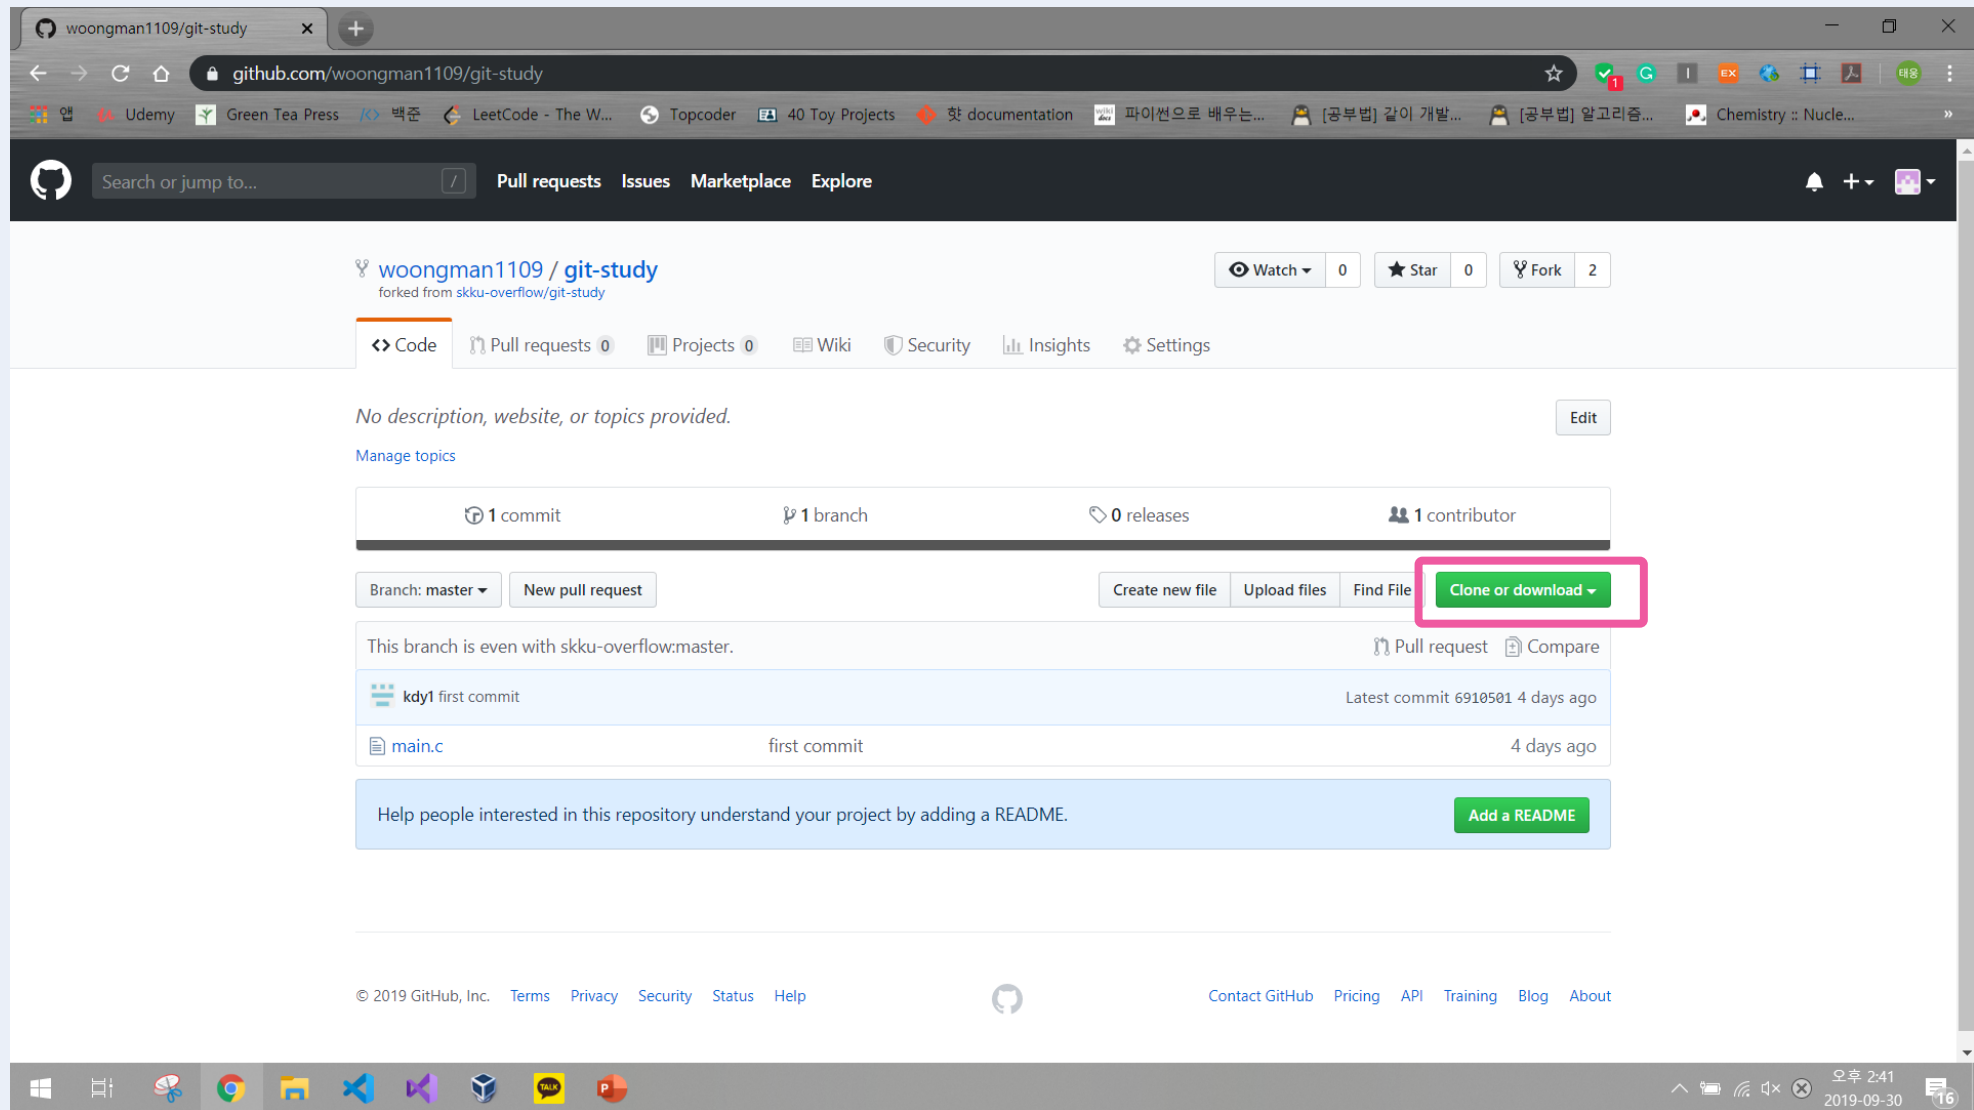 woongman1109/git-study
github.com/woongman1109/git-study
1
EX
태웅
앱 Udemy Green Tea Press 백준 LeetCode - The W... Topcoder 40 Toy Projects 핫 documentation 파이썬으로 배우는... [공부법] 같이 개발... [공부법] 알고리즘... Chemistry :: Nucle... »
Search or jump to... / Pull requests Issues Marketplace Explore
woongman1109 / git-study Watch 0 Star 0 Fork 2
forked from skku-overflow/git-study
Code Pull requests 0 Projects 0 Wiki Security Insights Settings
No description, website, or topics provided. Edit
Manage topics
1 commit 1 branch 0 releases 1 contributor
Branch: master New pull request Create new file Upload files Find File Clone or download
This branch is even with skku-overflow:master. Pull request Compare
kdy1 first commit Latest commit 6910501 4 days ago
main.c first commit 4 days ago
Help people interested in this repository understand your project by adding a README. Add a README
© 2019 GitHub, Inc. Terms Privacy Security Status Help Contact GitHub Pricing API Training Blog About
TALK
오후 2:41
2019-09-30
16